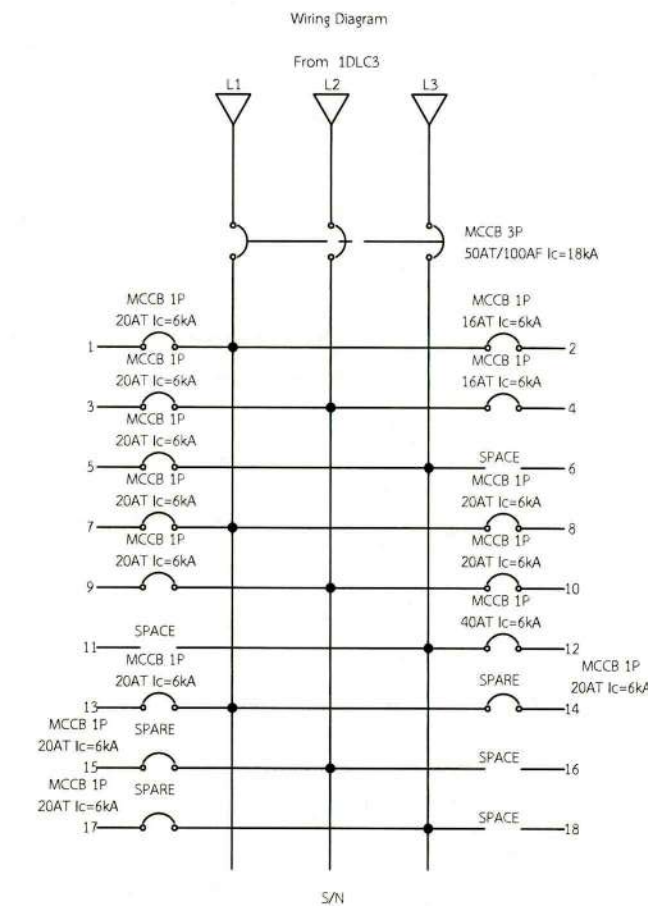 Wiring Diagram
From 1DLC3
L1 L2 L3
MCCB 3P
50AT/100AF Ic=18kA
MCCB 1P
20AT Ic=6kA
MCCB 1P
16AT Ic=6kA
1 2
MCCB 1P
20AT Ic=6kA
MCCB 1P
16AT Ic=6kA
3 4
MCCB 1P
20AT Ic=6kA
SPACE
5 6
MCCB 1P
20AT Ic=6kA
MCCB 1P
20AT Ic=6kA
7 8
MCCB 1P
20AT Ic=6kA
MCCB 1P
20AT Ic=6kA
9 10
SPACE
MCCB 1P
40AT Ic=6kA
11 12
MCCB 1P
20AT Ic=6kA
SPARE
MCCB 1P
20AT Ic=6kA
13 14
MCCB 1P
20AT Ic=6kA
SPARE
SPACE
15 16
MCCB 1P
20AT Ic=6kA
SPARE
SPACE
17 18
S/N